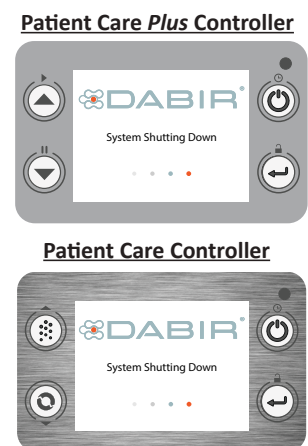 Patient Care Plus Controller
DABIR®
System Shutting Down
Patient Care Controller
DABIR®
System Shutting Down